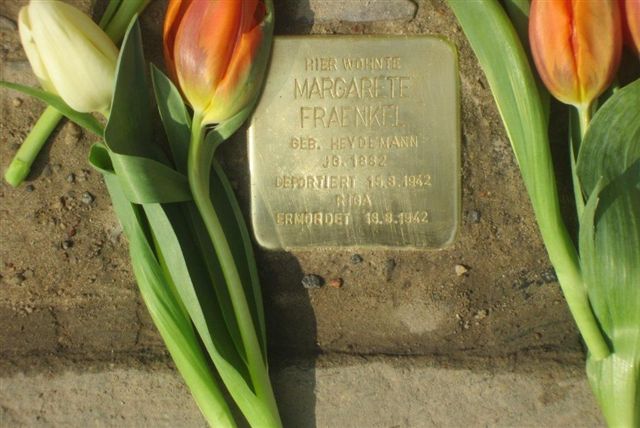 HIER WOHNTE
MARGARETE
FRAENKEL
GEB. HEYDEMANN
JG. 1882
DEPORTIERT 15.8.1942
RIGA
ERMORDET 18.8.1942